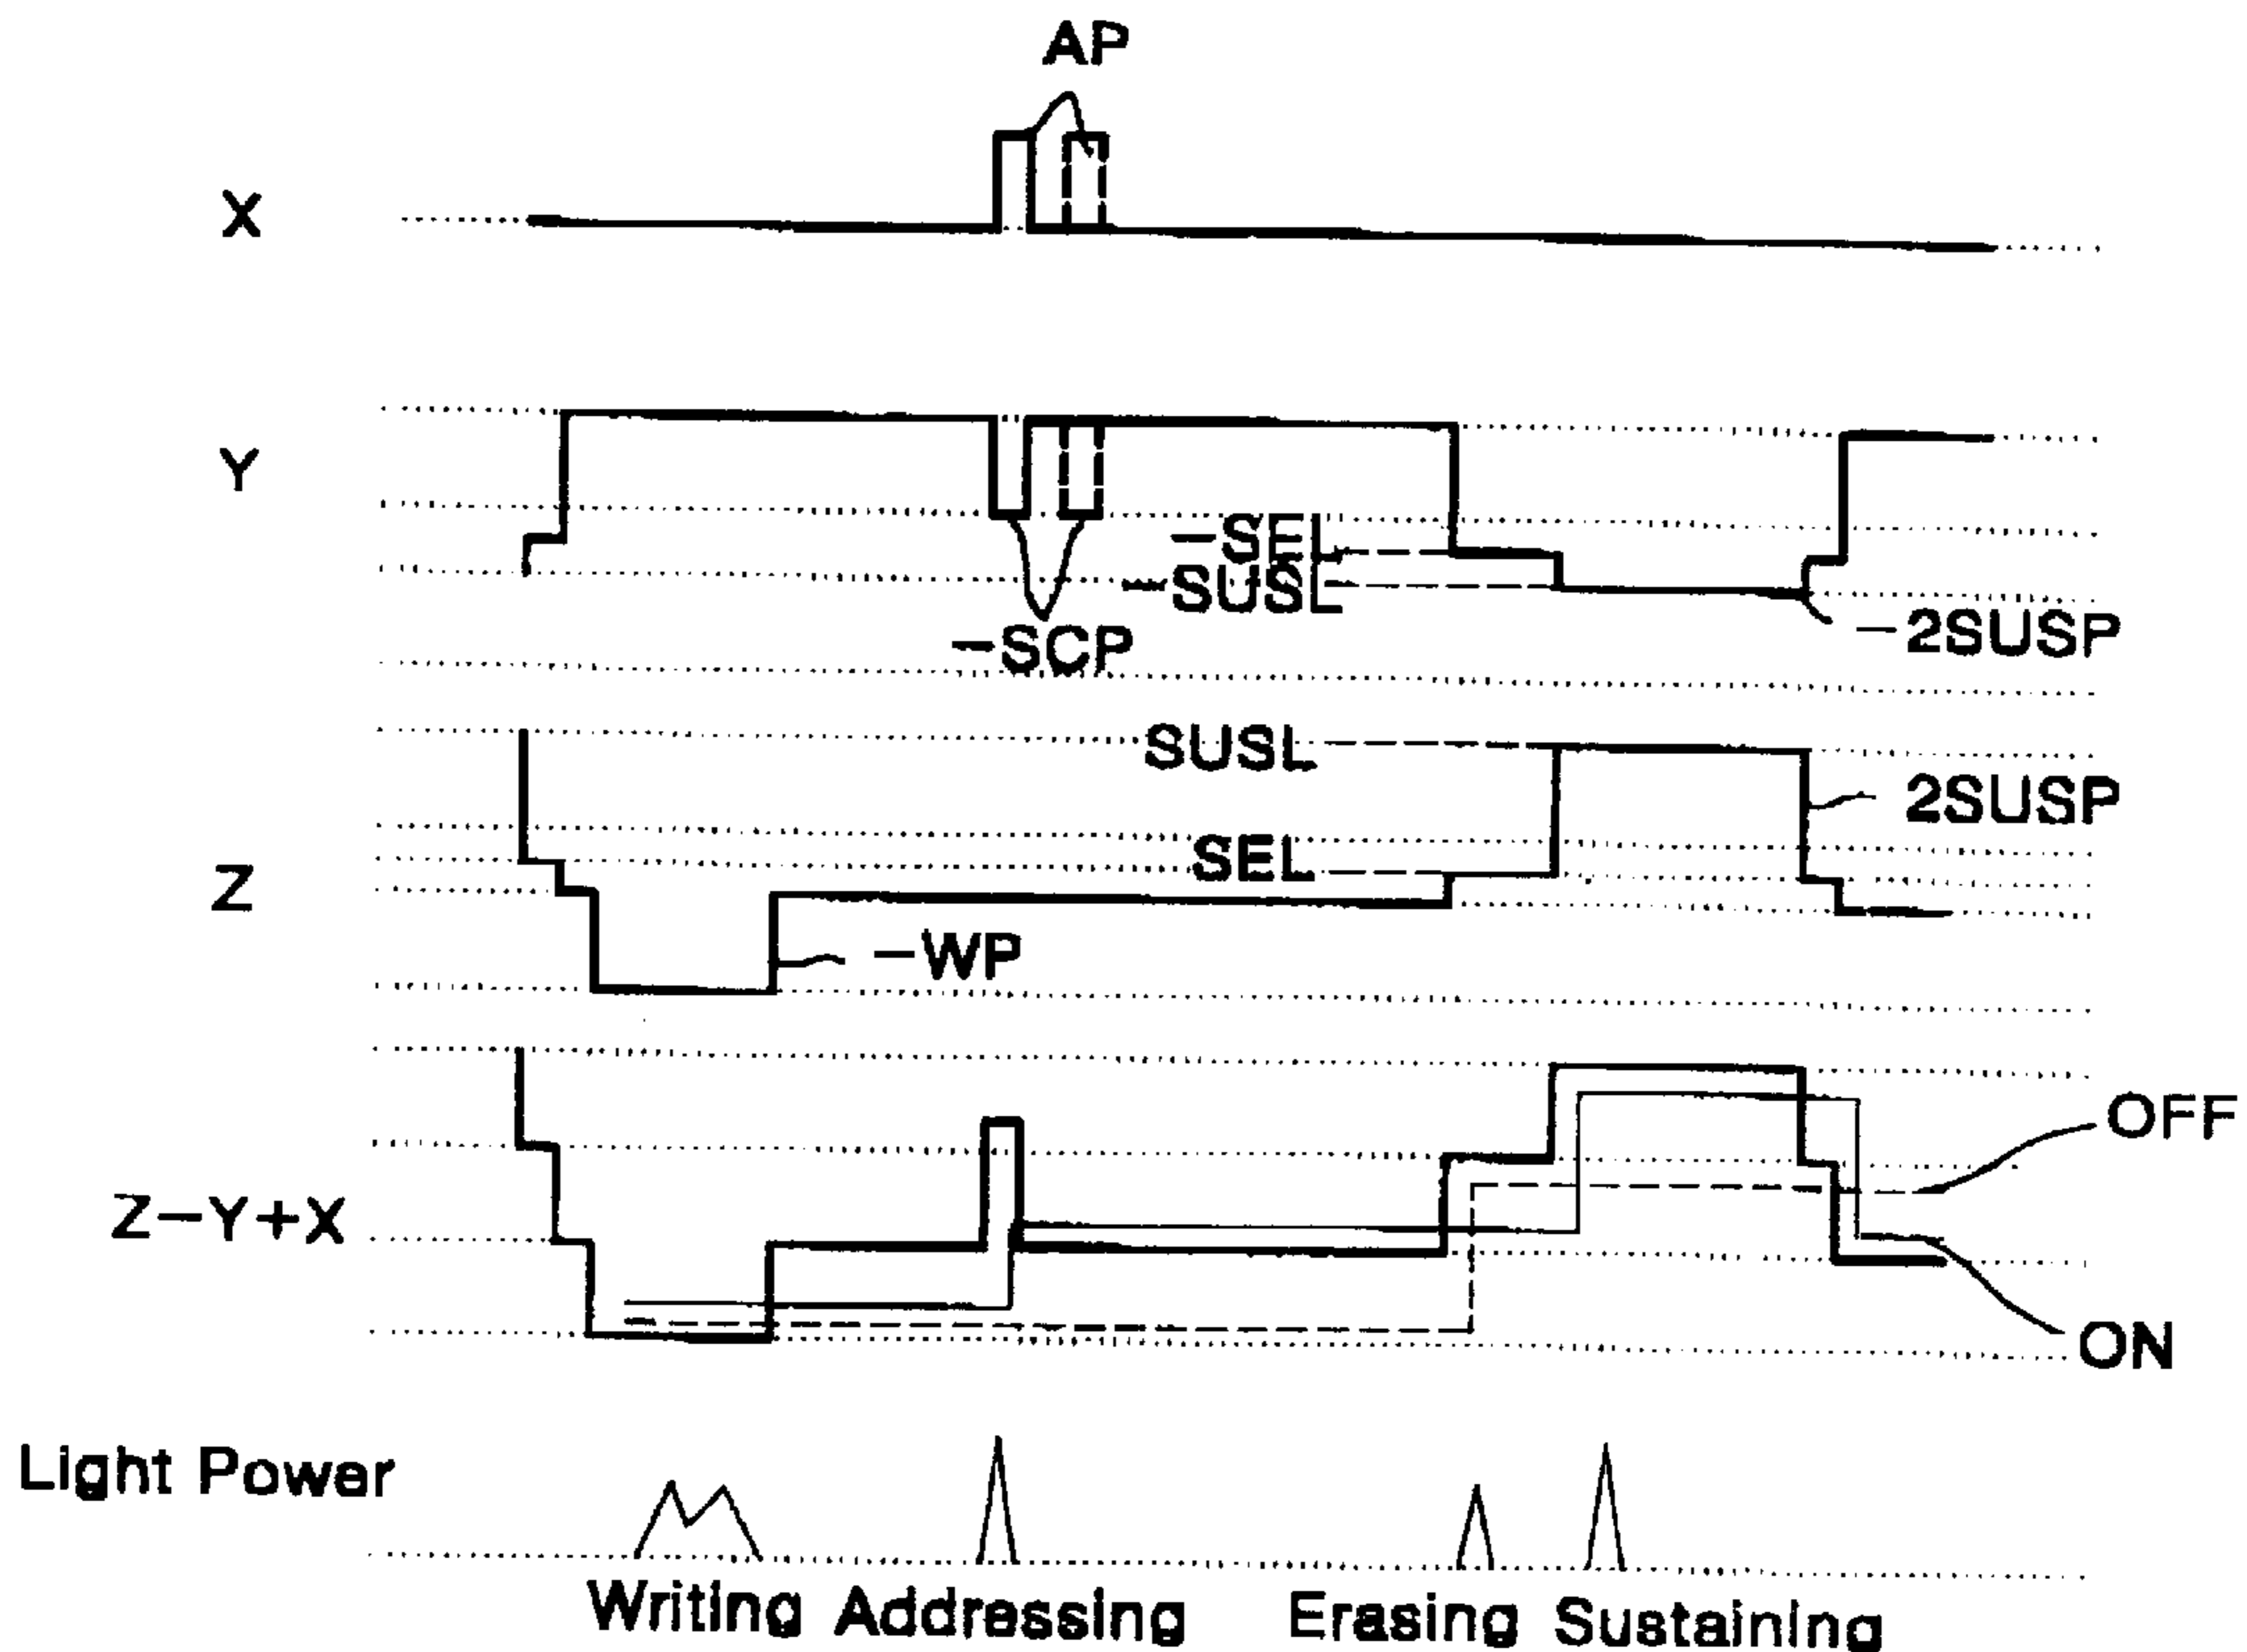 AP
X
Y
-SEL
-SUSL
-SCP
-2SUSP
SUSL
2SUSP
SEL
Z
-WP
OFF
Z-Y+X
ON
Light Power
Writing Addressing Erasing Sustaining